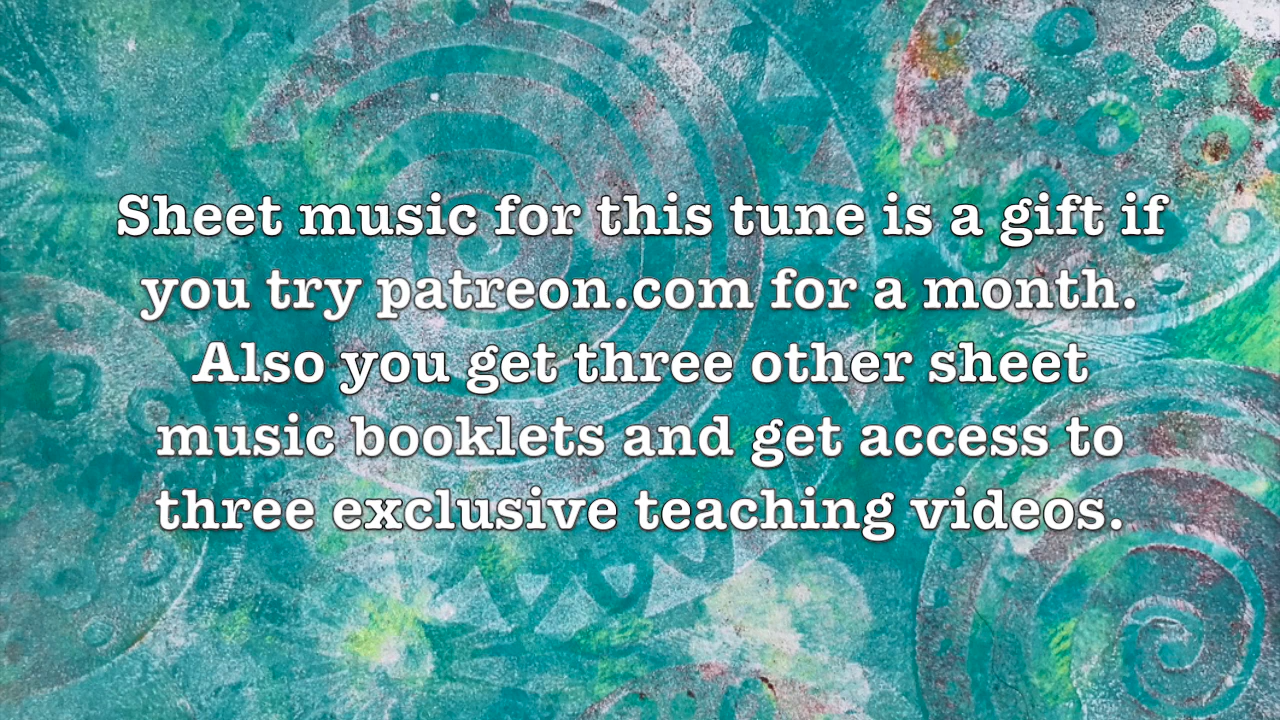 Sheet music for this tune is a gift if
you try patreon.com for a month.
Also you get three other sheet
music booklets and get access to
three exclusive teaching videos.